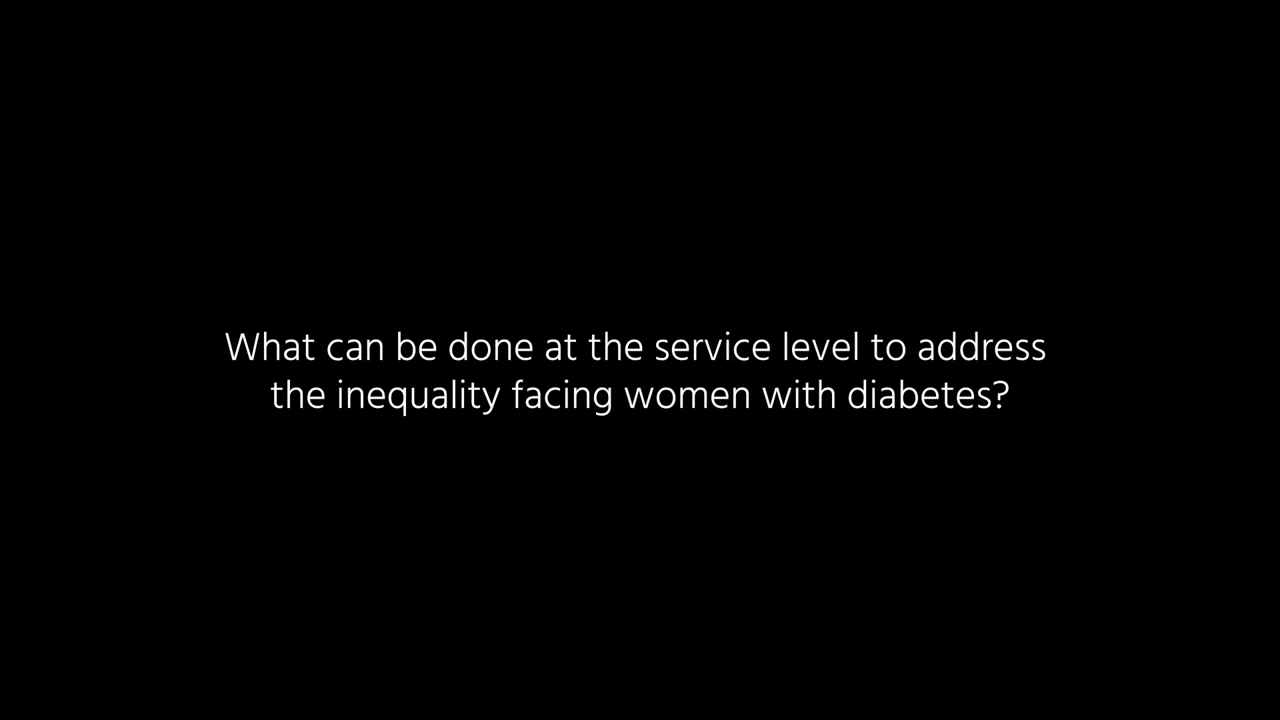 What can be done at the service level to address
the inequality facing women with diabetes?